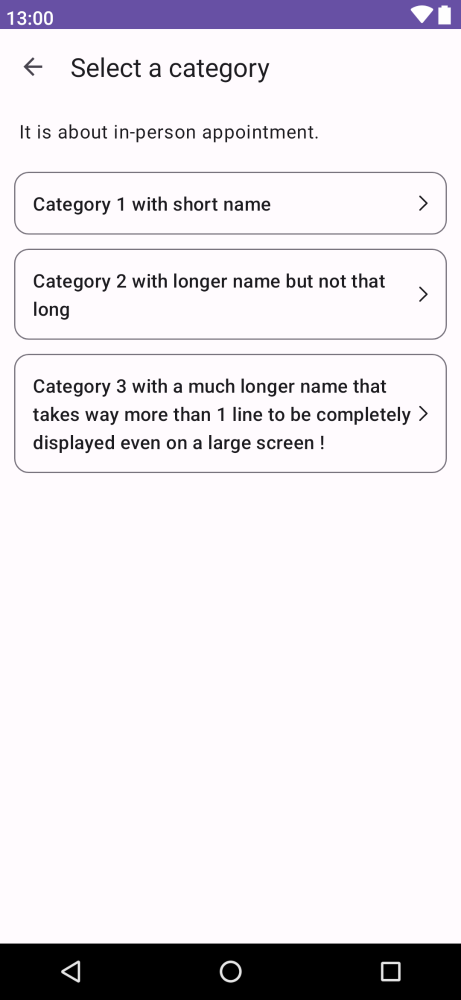 13:00
Select a category
It is about in-person appointment.
Category 1 with short name
Category 2 with longer name but not that
long
Category 3 with a much longer name that
takes way more than 1 line to be completely
displayed even on a large screen !